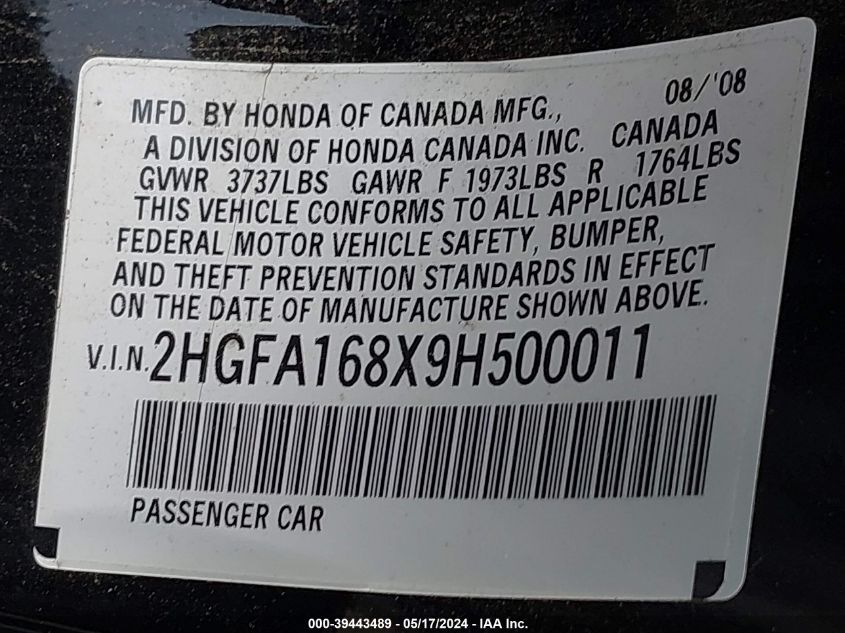 08/'08
MFD. BY HONDA OF CANADA MFG.,
A DIVISION OF HONDA CANADA INC. CANADA
GVWR 3737LBS GAWR F 1973LBS R 1764LBS
THIS VEHICLE CONFORMS TO ALL APPLICABLE
FEDERAL MOTOR VEHICLE SAFETY, BUMPER,
AND THEFT PREVENTION STANDARDS IN EFFECT
ON THE DATE OF MANUFACTURE SHOWN ABOVE.
V.I.N. 2HGFA168X9H500011
PASSENGER CAR
000-39443489 - 05/17/2024 - IAA Inc.